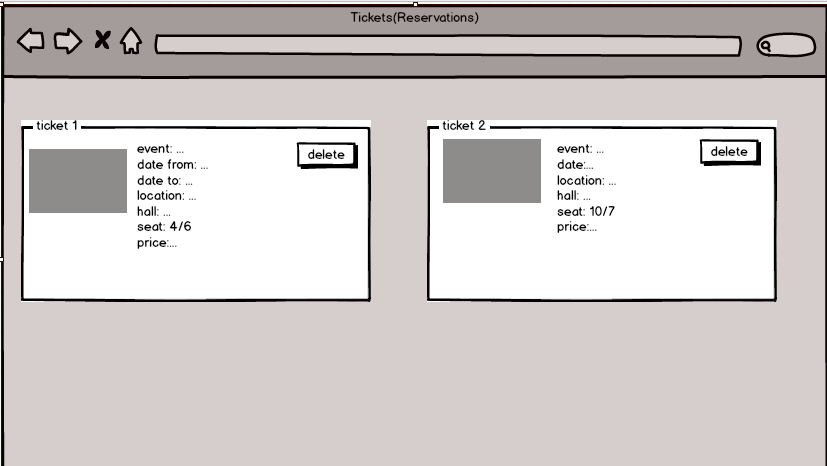 Tickets(Reservations)
ticket 1
event: ...
date from: ...
date to: ...
location: ...
hall: ...
seat: 4/6
price:...
delete
ticket 2
event: ...
date:...
location: ...
hall: ...
seat: 10/7
price:...
delete